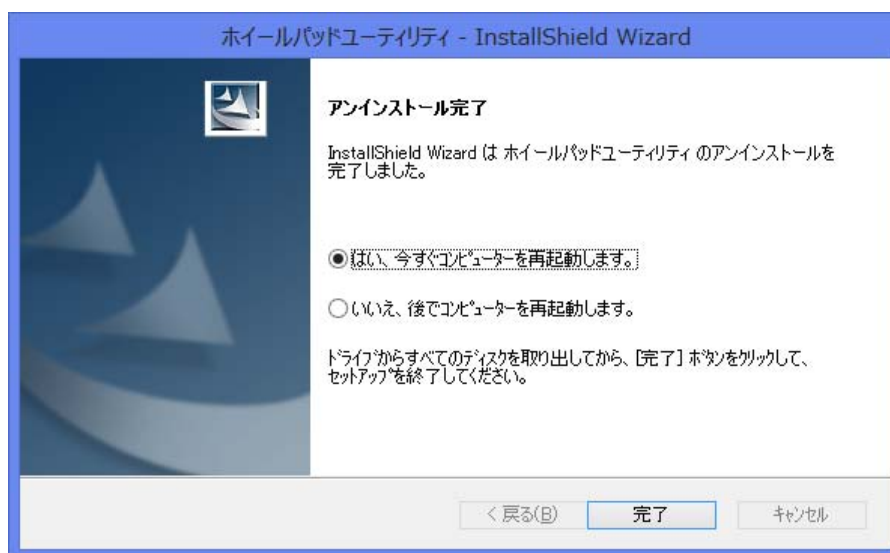 ホイールパッドユーティリティ - InstallShield Wizard
アンインストール完了
InstallShield Wizard は ホイールパッドユーティリティ のアンインストールを
完了しました。
はい、今すぐコンピューターを再起動します。
いいえ、後でコンピューターを再起動します。
ドライブからすべてのディスクを取り出してから、[完了] ボタンをクリックして、
セットアップを終了してください。
< 戻る(B)
完了
キャンセル